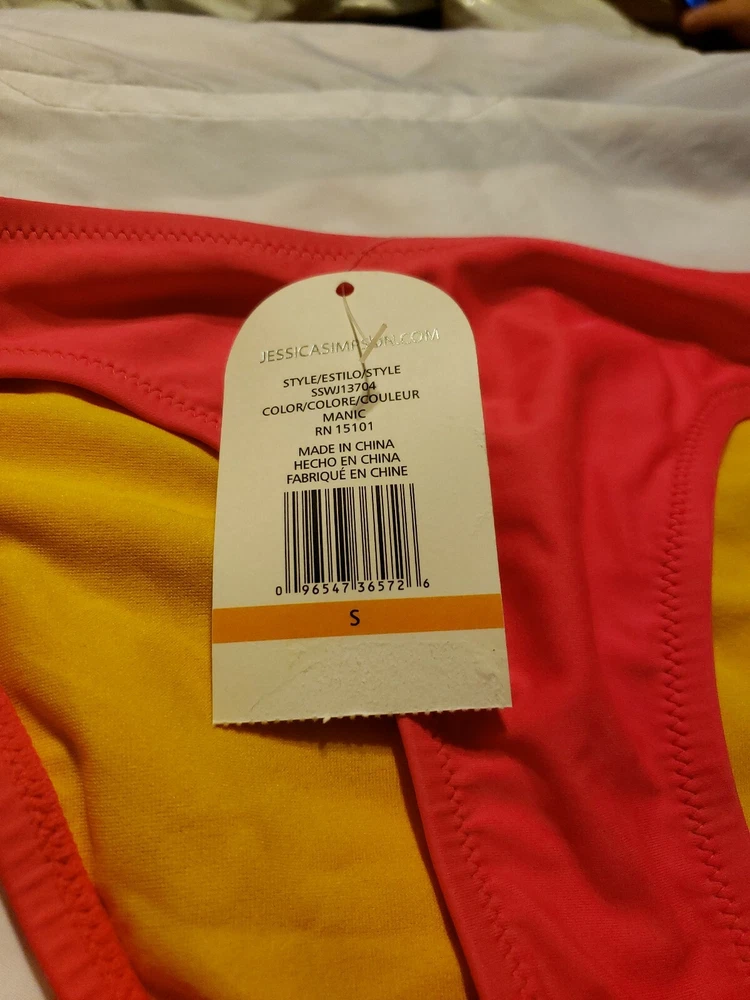 JESSICASIMPSON.COM
STYLE/ESTILO/STYLE
SSWJ13704
COLOR/COLORE/COULEUR
MANIC
RN 15101
MADE IN CHINA
HECHO EN CHINA
FABRIQUÉ EN CHINE
0 96547 36572 6
S